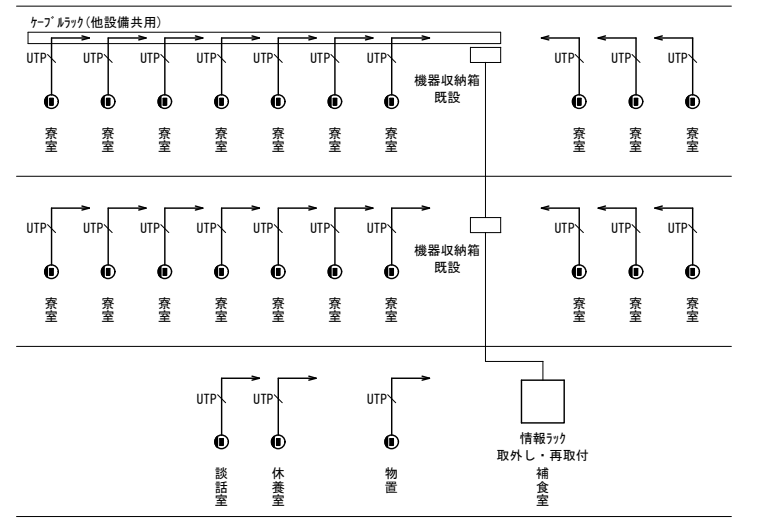 ｹｰﾌﾞﾙﾗｯｸ(他設備共用)
UTP UTP UTP UTP UTP UTP UTP UTP UTP UTP
機器収納箱
既設
寮室 寮室 寮室 寮室 寮室 寮室 寮室 寮室 寮室 寮室
UTP UTP UTP UTP UTP UTP UTP UTP UTP UTP
機器収納箱
既設
寮室 寮室 寮室 寮室 寮室 寮室 寮室 寮室 寮室 寮室
UTP UTP UTP
情報ﾗｯｸ
取外し・再取付
談話室 休養室 物置 補食室